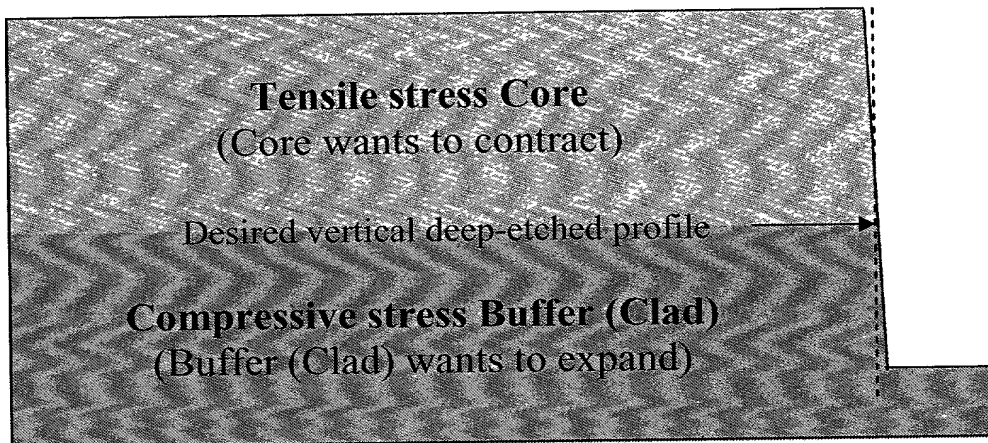 Tensile stress Core
(Core wants to contract)
Desired vertical deep-etched profile
Compressive stress Buffer (Clad)
(Buffer (Clad) wants to expand)